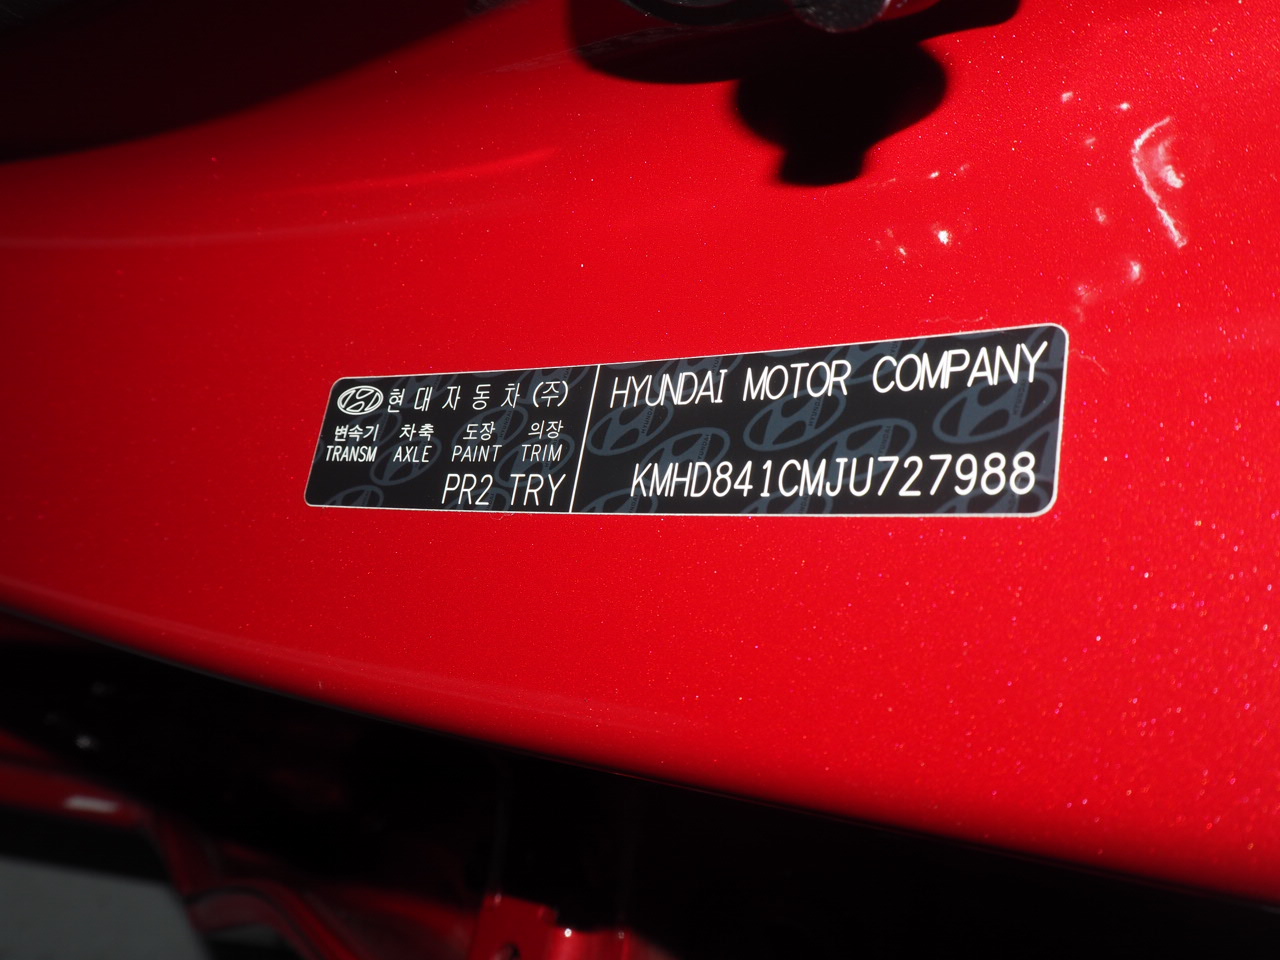 현대자동차(주)
변속기 차축 도장 의장
TRANSM AXLE PAINT TRIM
PR2 TRY
HYUNDAI MOTOR COMPANY
KMHD841CMJU727988